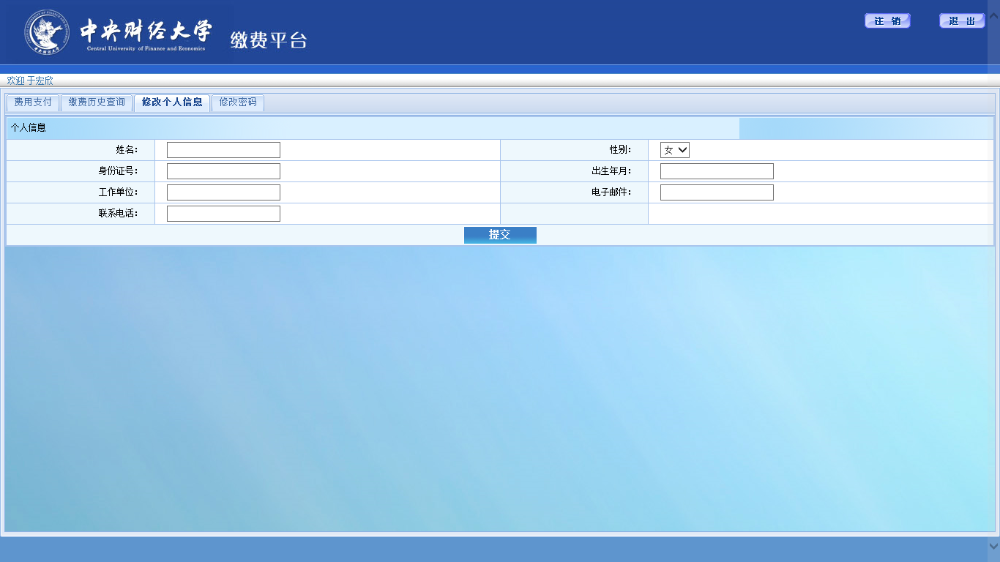 中央财经大学
Central University of Finance and Economics
缴费平台
注 销
退 出
欢迎 于宏欣
费用支付 缴费历史查询 修改个人信息 修改密码
个人信息
姓名： 性别： 女
身份证号： 出生年月：
工作单位： 电子邮件：
联系电话：
提交